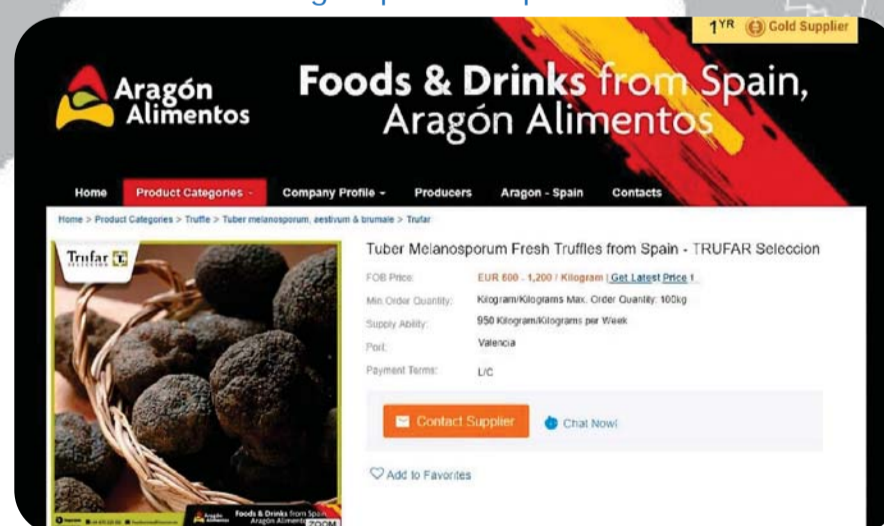 1 YR Gold Supplier
Aragón
Alimentos
Foods & Drinks from Spain,
Aragón Alimentos
Home Product Categories Company Profile Producers Aragon - Spain Contacts
Home > Product Categories > Truffle > Tuber melanosporum, aestivum & brumale > Trufar
Trufar
Tuber Melanosporum Fresh Truffles from Spain - TRUFAR Seleccion
FOB Price: EUR 600 - 1,200 / Kilogram | Get Latest Price
Min.Order Quantity: Kilogram/Kilograms Max. Order Quantity: 100kg
Supply Ability: 950 Kilogram/Kilograms per Week
Port: Valencia
Payment Terms: L/C
Contact Supplier Chat Now!
Add to Favorites
Aragón
Alimentos
Foods & Drinks from Spain
Aragón Alimentos
ZOOM